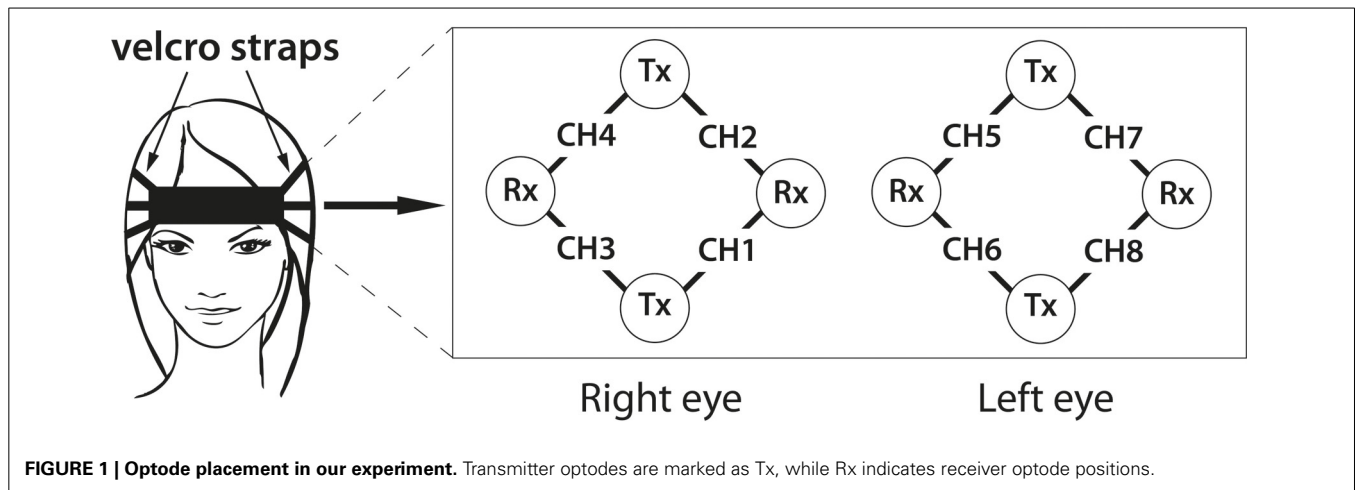 velcro straps
Tx Tx
CH4 CH2 CH5 CH7
Rx Rx Rx Rx
CH3 CH1 CH6 CH8
Tx Tx
Right eye Left eye
FIGURE 1 | Optode placement in our experiment. Transmitter optodes are marked as Tx, while Rx indicates receiver optode positions.